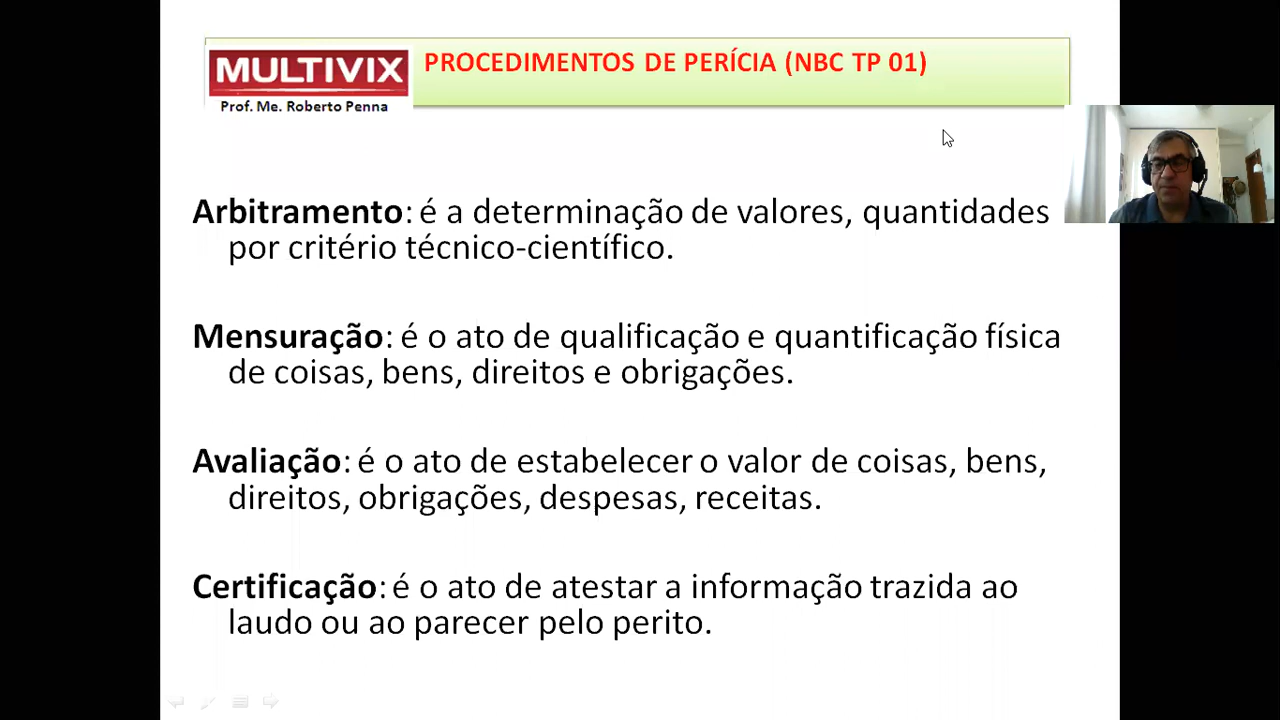 MULTIVIX
Prof. Me. Roberto Penna
PROCEDIMENTOS DE PERÍCIA (NBC TP 01)
Arbitramento: é a determinação de valores, quantidades
por critério técnico-científico.
Mensuração: é o ato de qualificação e quantificação física
de coisas, bens, direitos e obrigações.
Avaliação: é o ato de estabelecer o valor de coisas, bens,
direitos, obrigações, despesas, receitas.
Certificação: é o ato de atestar a informação trazida ao
laudo ou ao parecer pelo perito.